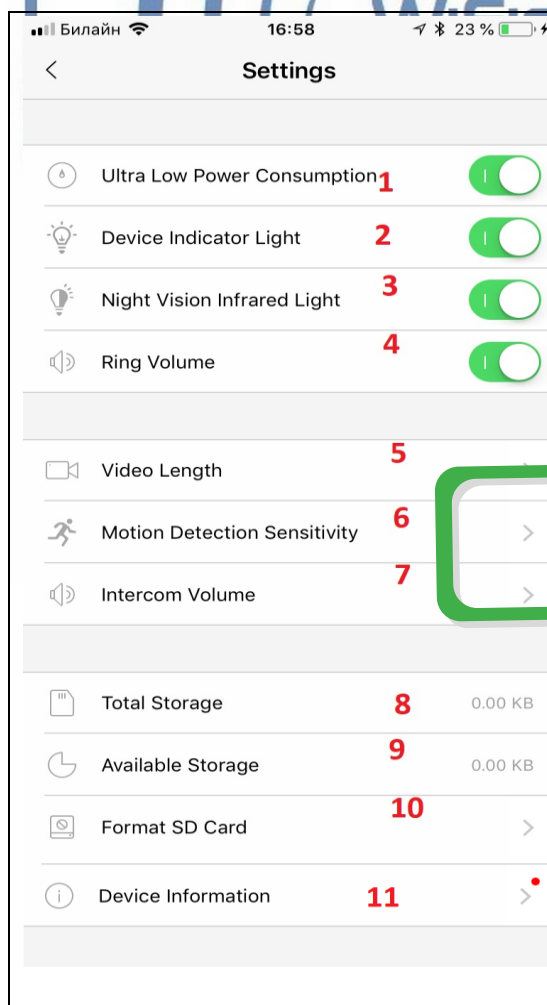 Билайн 16:58 23 %
Settings
Ultra Low Power Consumption 1
Device Indicator Light 2
Night Vision Infrared Light 3
Ring Volume 4
Video Length 5
Motion Detection Sensitivity 6
Intercom Volume 7
Total Storage 8 0.00 KB
Available Storage 9 0.00 KB
Format SD Card 10
Device Information 11